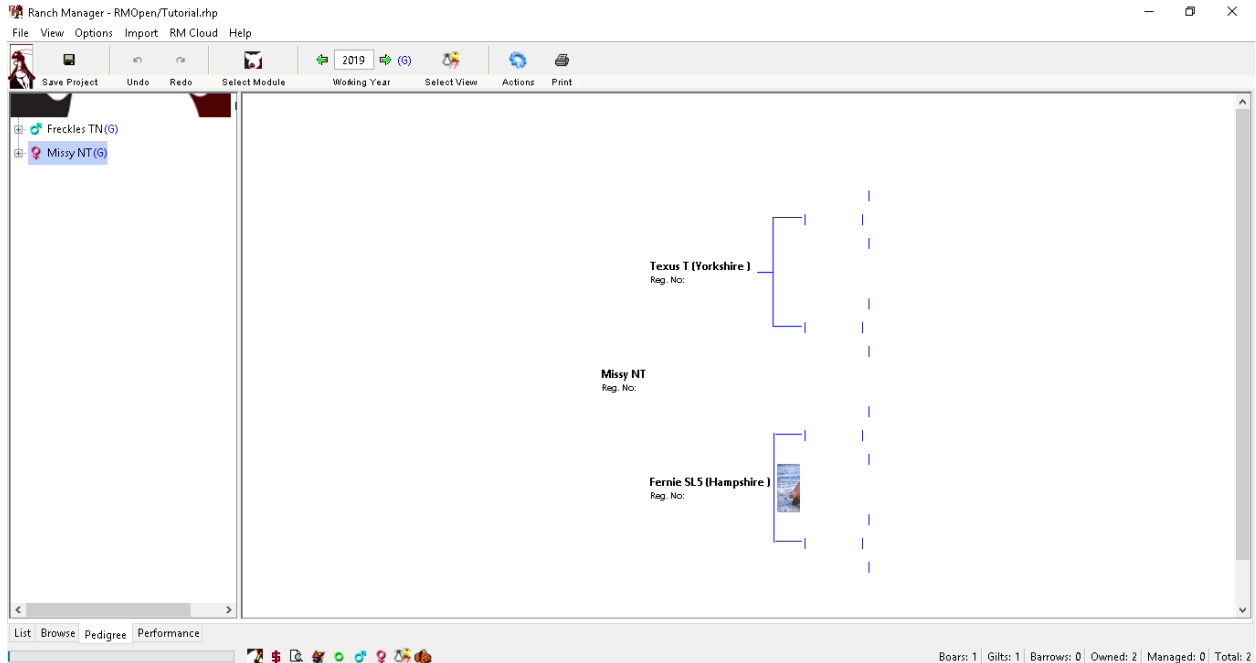 Ranch Manager - RMOpen/Tutorial.rhp
File View Options Import RM Cloud Help
2019 (G)
Save Project Undo Redo Select Module Working Year Select View Actions Print
Freckles TN(G)
Missy NT(G)
Texus T (Yorkshire )
Reg. No:
Missy NT
Reg. No:
Fernie SL5 (Hampshire )
Reg. No:
List Browse Pedigree Performance
Boars: 1 Gilts: 1 Barrows: 0 Owned: 2 Managed: 0 Total: 2